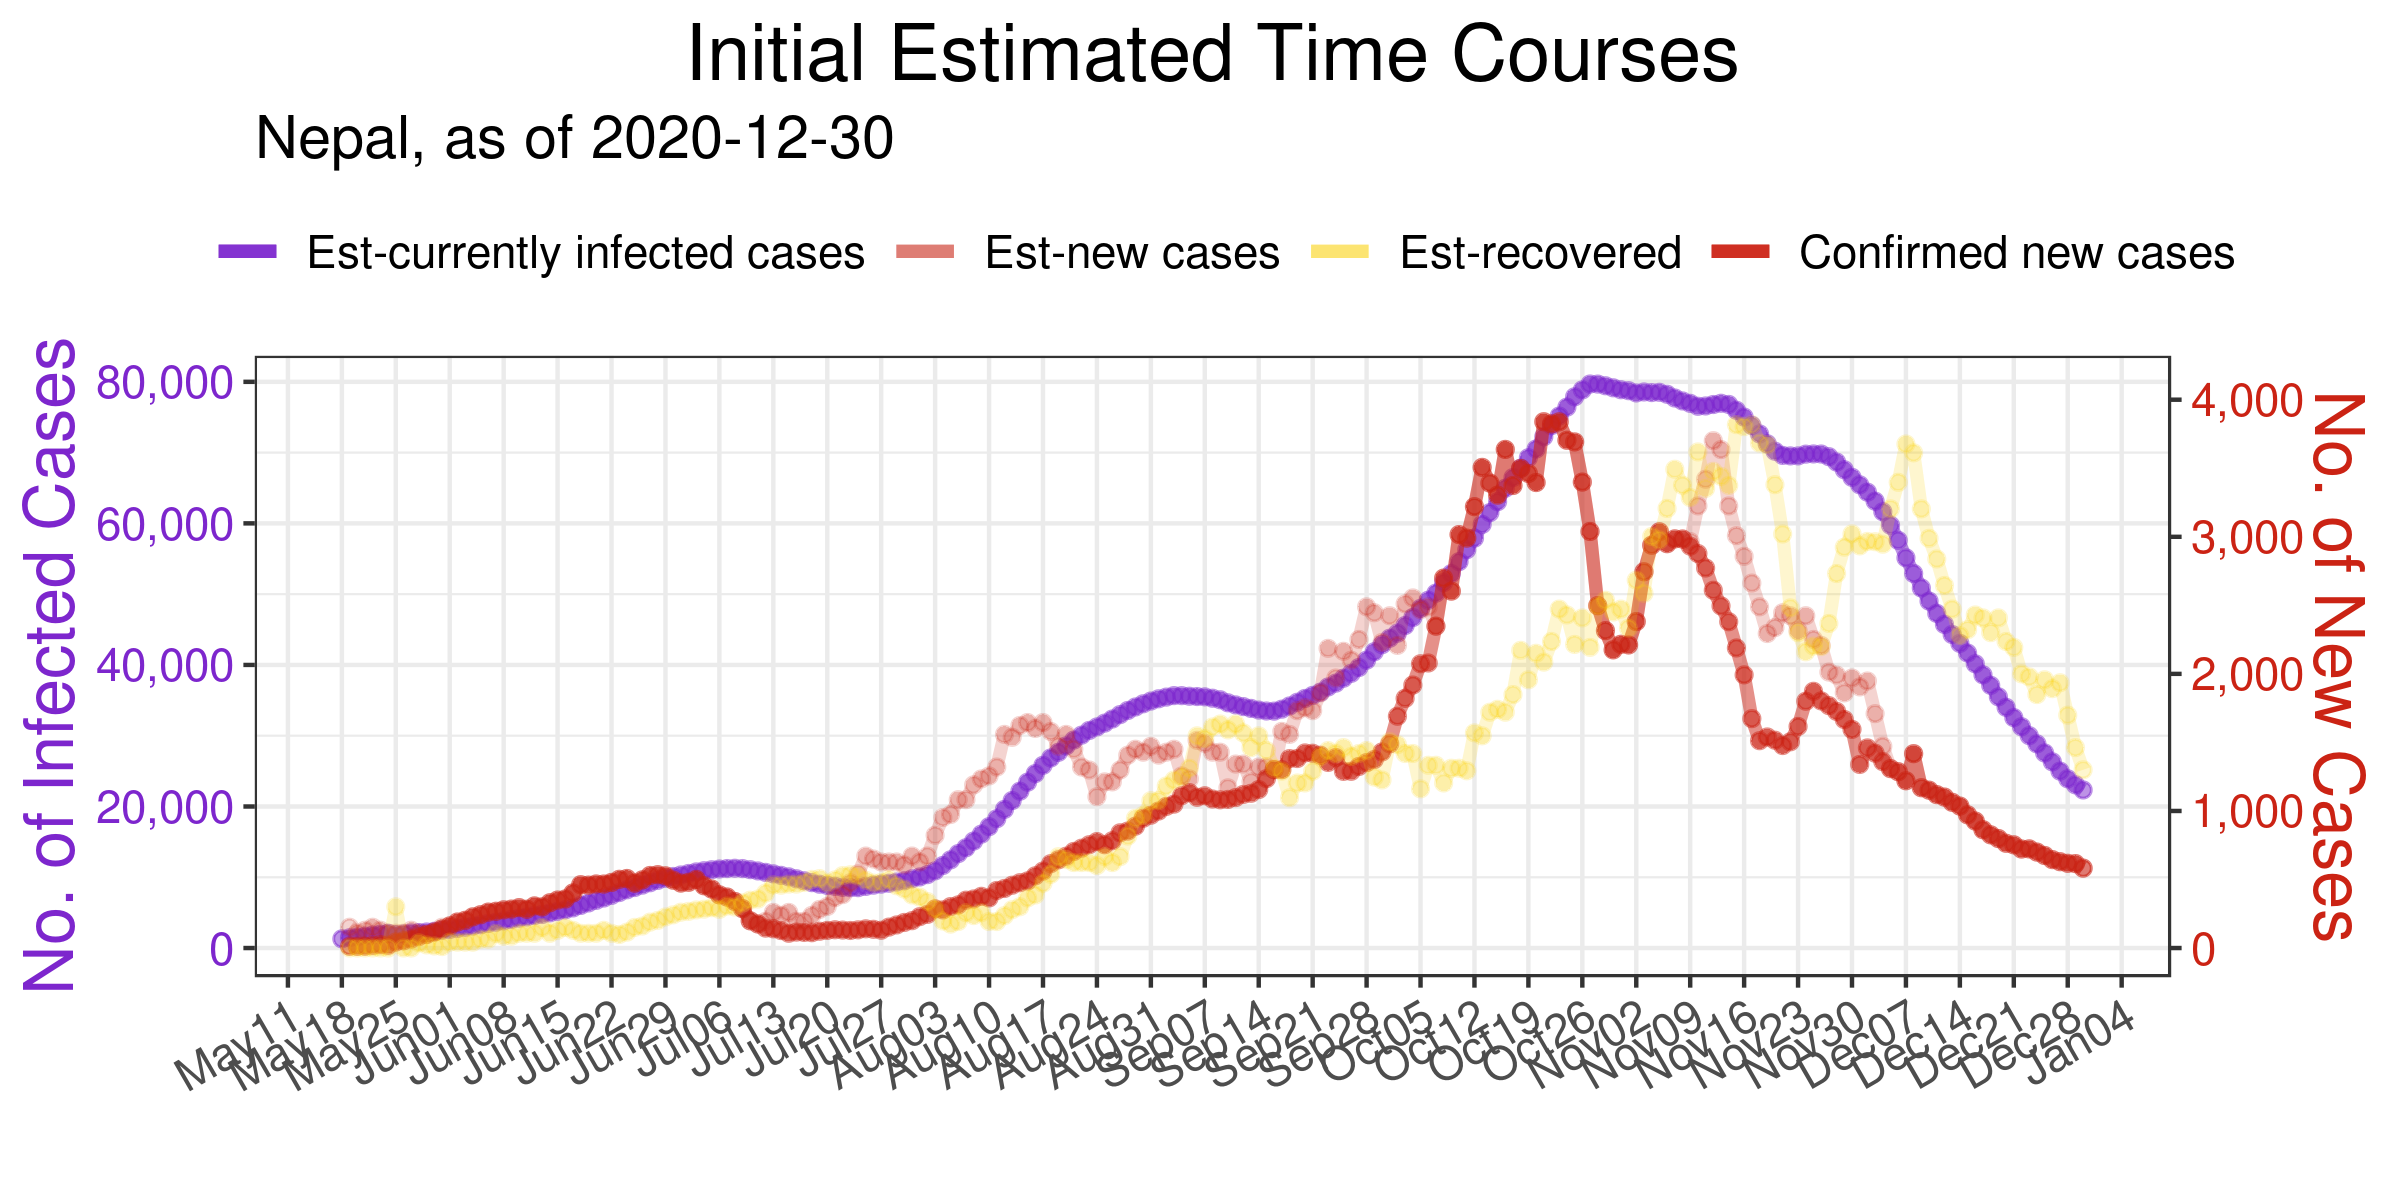 Initial Estimated Time Courses
Nepal, as of 2020-12-30
Est-currently infected cases Est-new cases Est-recovered Confirmed new cases
No. of Infected Cases
80,000
60,000
40,000
20,000
0
4,000
3,000
2,000
1,000
0
No. of New Cases
May11 May18 May25 Jun01 Jun08 Jun15 Jun22 Jun29 Jul06 Jul13 Jul20 Jul27 Aug03 Aug10 Aug17 Aug24 Aug31 Sep07 Sep14 Sep21 Sep28 Oct05 Oct12 Oct19 Oct26 Nov02 Nov09 Nov16 Nov23 Nov30 Dec07 Dec14 Dec21 Dec28 Jan04